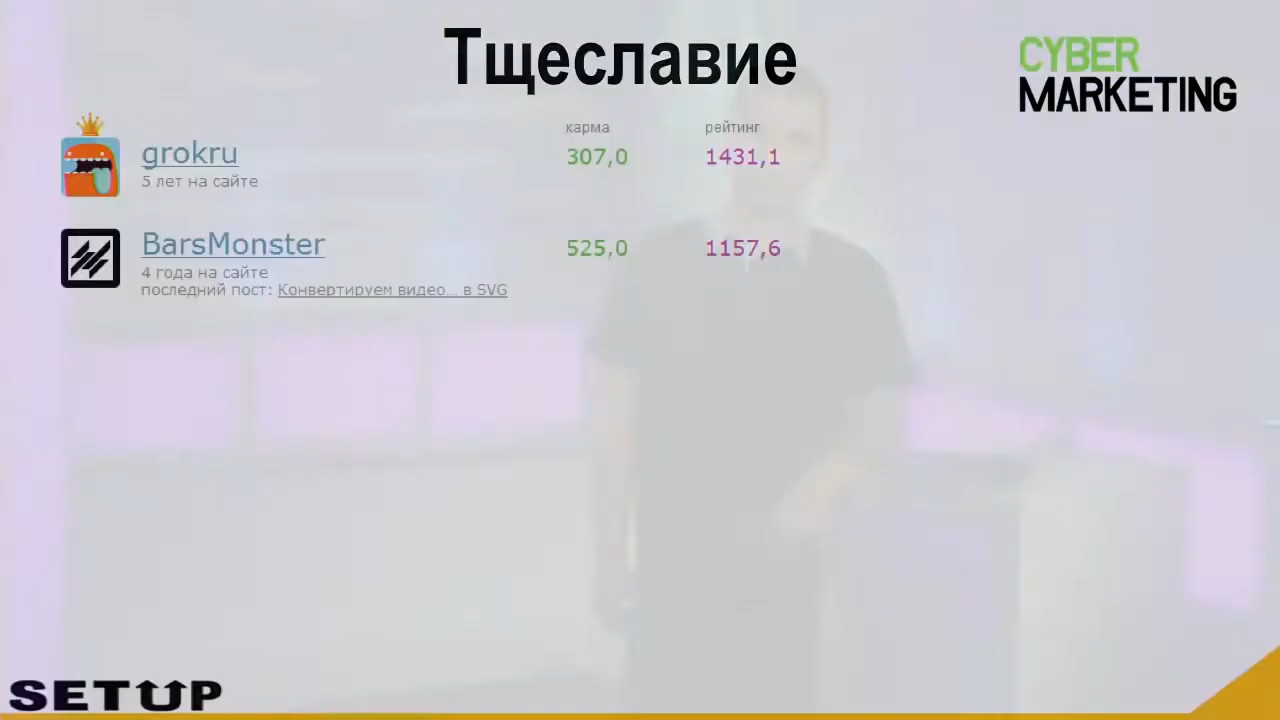 Тщеславие
CYBER
MARKETING
карма
рейтинг
grokru
307,0
1431,1
5 лет на сайте
BarsMonster
525,0
1157,6
4 года на сайте
последний пост: Конвертируем видео... в SVG
SETUP